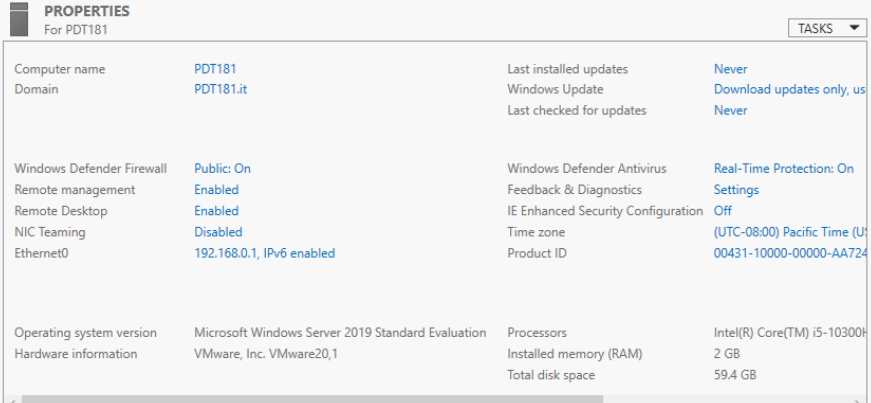 PROPERTIES
For PDT181
TASKS
Computer name PDT181 Last installed updates Never
Domain PDT181.it Windows Update Download updates only, us
Last checked for updates Never
Windows Defender Firewall Public: On Windows Defender Antivirus Real-Time Protection: On
Remote management Enabled Feedback & Diagnostics Settings
Remote Desktop Enabled IE Enhanced Security Configuration Off
NIC Teaming Disabled Time zone (UTC-08:00) Pacific Time (US
Ethernet0 192.168.0.1, IPv6 enabled Product ID 00431-10000-00000-AA724
Operating system version Microsoft Windows Server 2019 Standard Evaluation Processors Intel(R) Core(TM) i5-10300H
Hardware information VMware, Inc. VMware20,1 Installed memory (RAM) 2 GB
Total disk space 59.4 GB